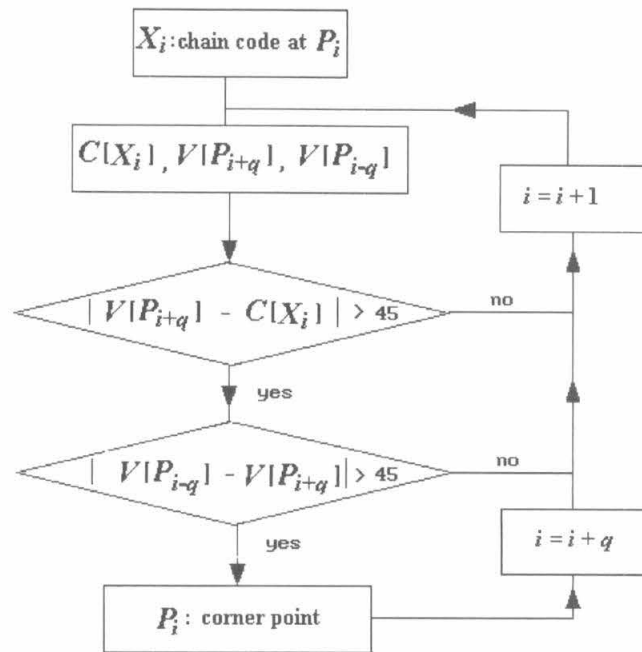 X_i : chain code at P_i
C[X_i] , V[P_{i+q}] , V[P_{i-q}]
i = i + 1
| V[P_{i+q}] - C[X_i] | > 45
no
yes
| V[P_{i-q}] - V[P_{i+q}] | > 45
no
yes
i = i + q
P_i : corner point